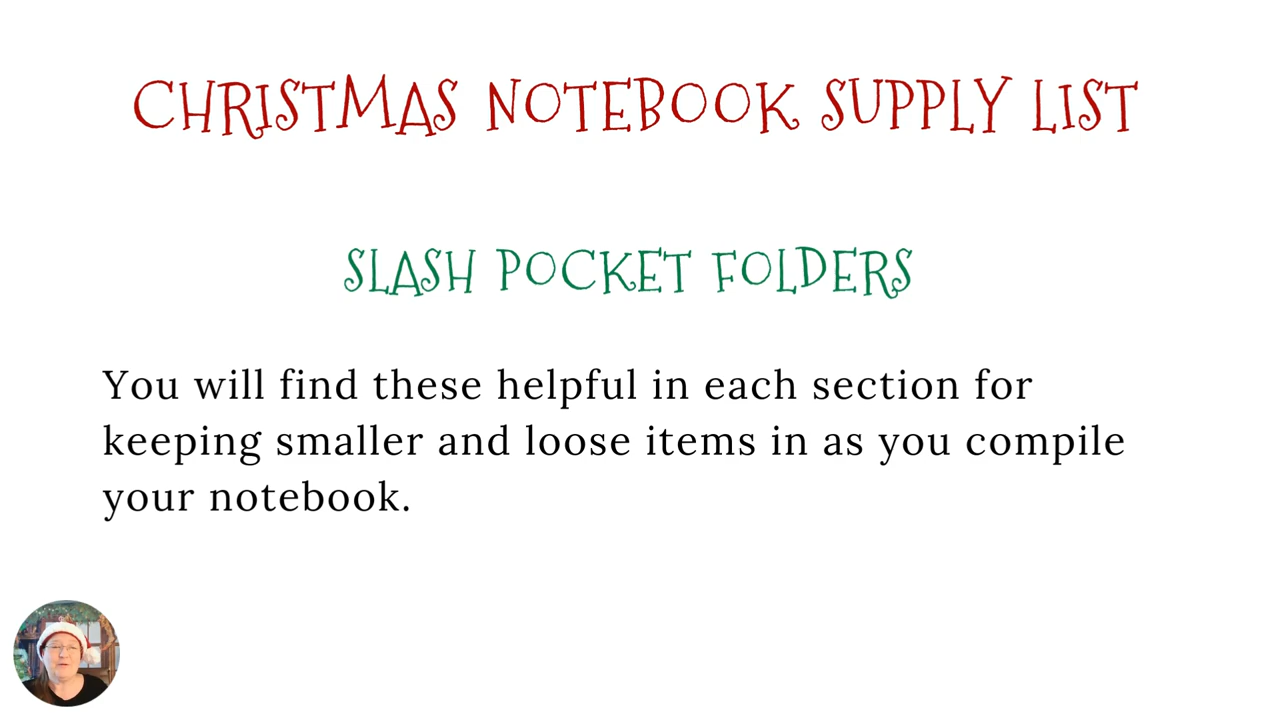 CHRISTMAS NOTEBOOK SUPPLY LIST
SLASH POCKET FOLDERS
You will find these helpful in each section for
keeping smaller and loose items in as you compile
your notebook.